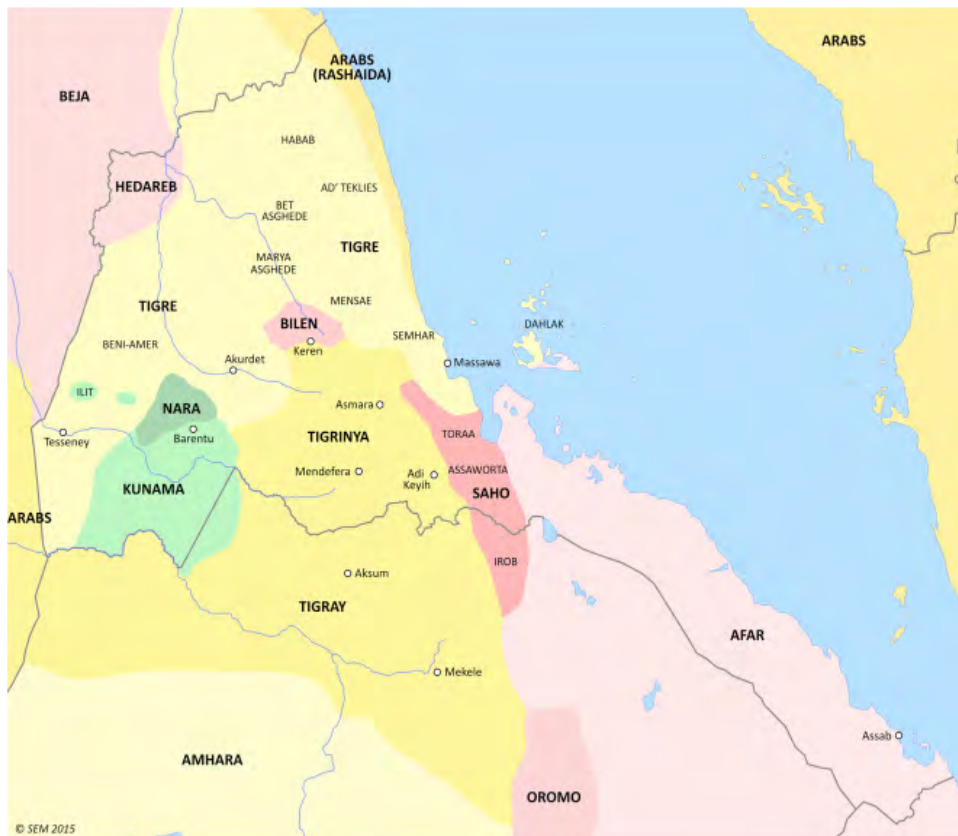 ARABS
ARABS
(RASHAIDA)
BEJA
HABAB
HEDAREB
AD' TEKLIES
BET
ASGHEDE
TIGRE
MARYA
ASGHEDE
MENSAE
TIGRE
BILEN
DAHLAK
SEMHAR
BENI-AMER
Keren
Akurdet
Massawa
ILIT
NARA
Asmara
Tesseney
Barentu
TIGRINYA
TORAA
Mendefera
Adi
Keyih
ASSAWORTA
KUNAMA
SAHO
ARABS
IROB
Aksum
TIGRAY
AFAR
Mekele
Assab
AMHARA
OROMO
© SEM 2015